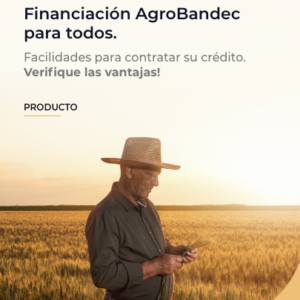 Financiación AgroBandec
para todos.
Facilidades para contratar su crédito.
Verifique las vantajas!
PRODUCTO